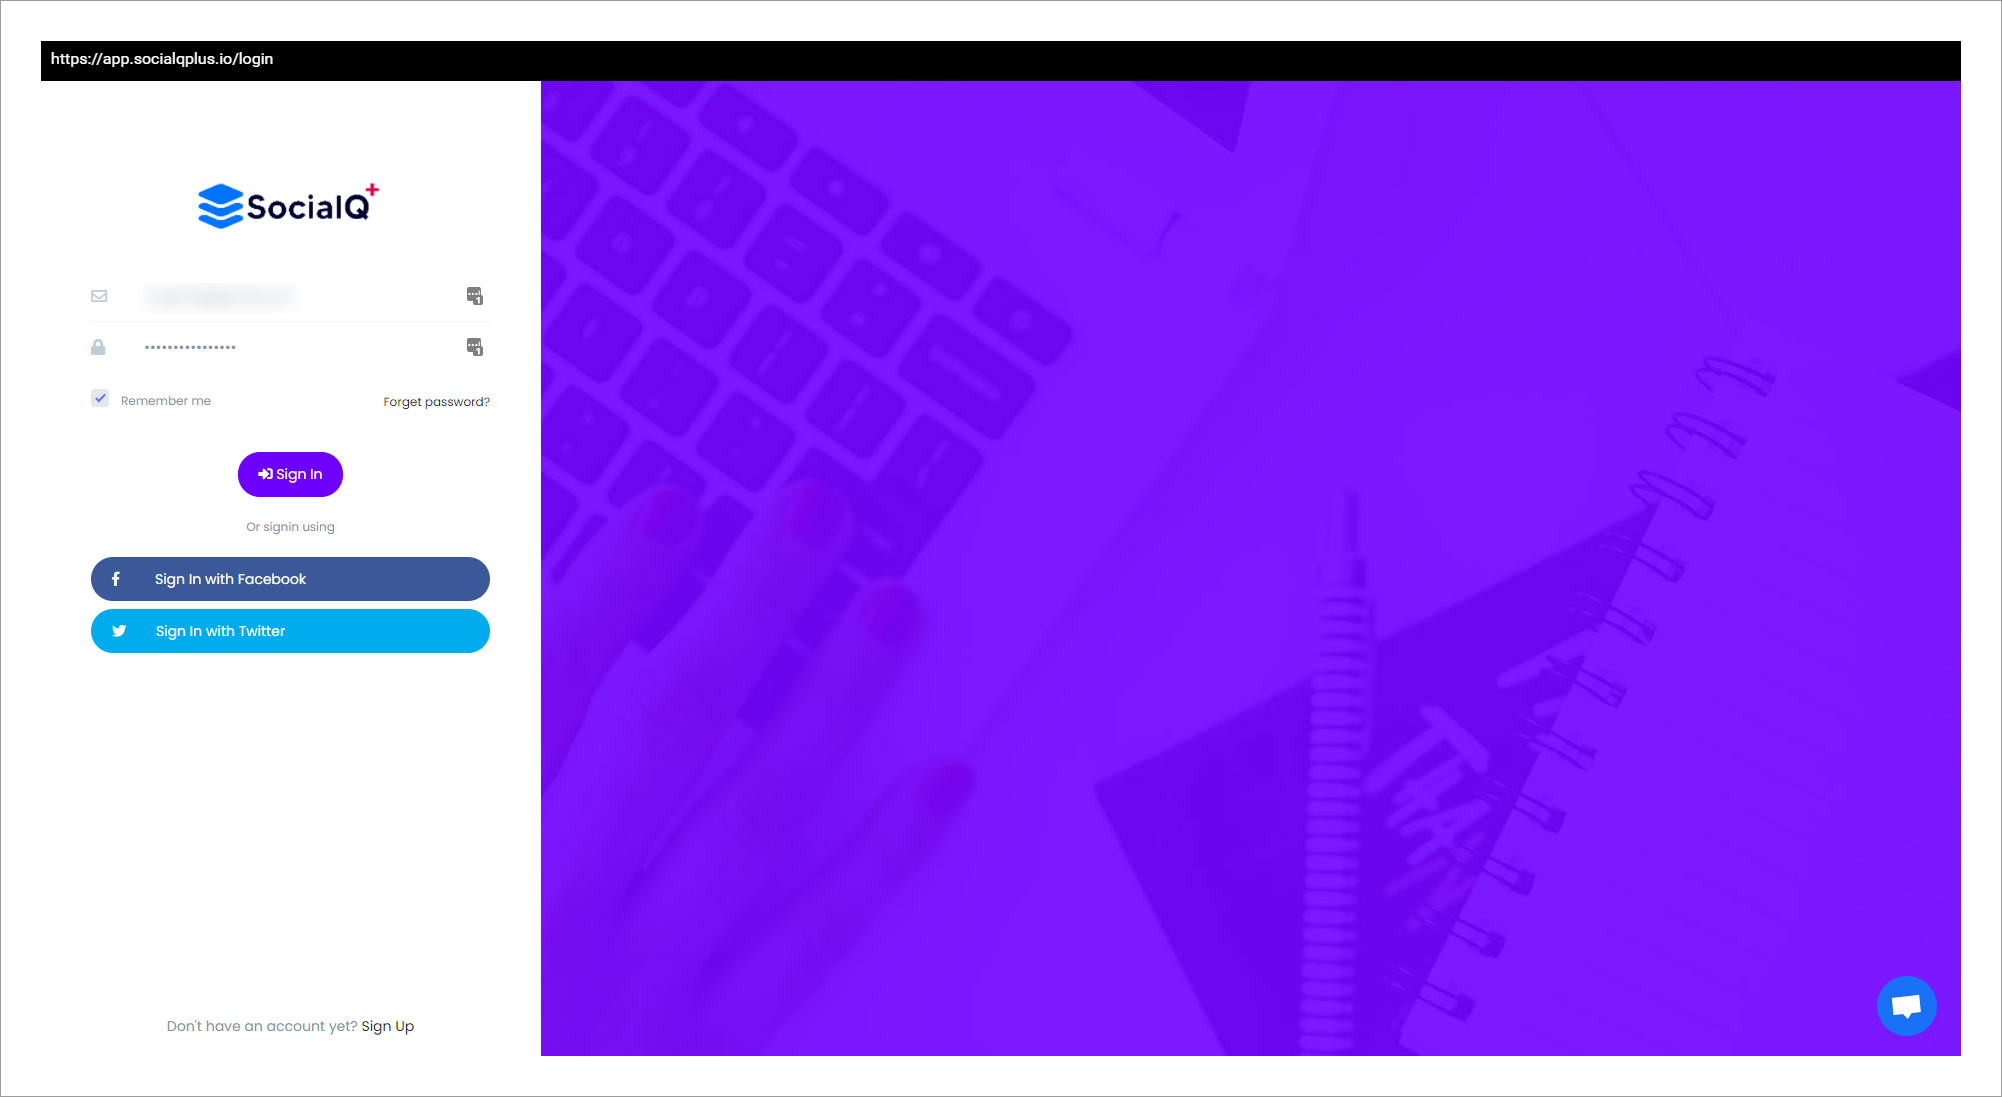 https://app.socialqplus.io/login
SocialQ+
Remember me
Forget password?
Sign In
Or signin using
Sign In with Facebook
Sign In with Twitter
Don't have an account yet? Sign Up